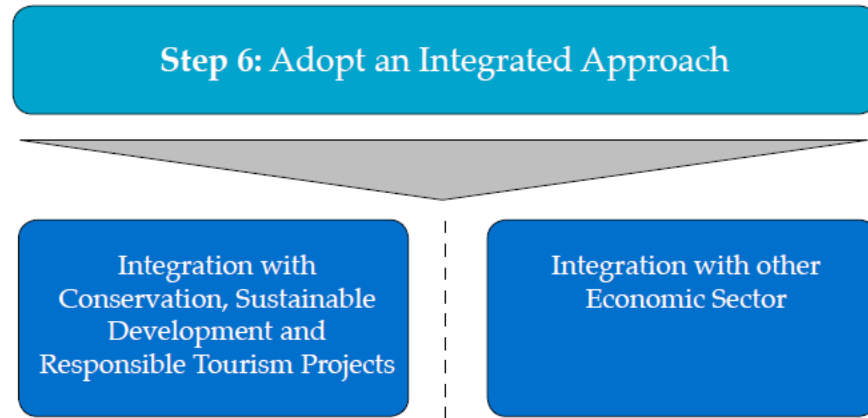 Step 6: Adopt an Integrated Approach
Integration with
Conservation, Sustainable
Development and
Responsible Tourism Projects
Integration with other
Economic Sector